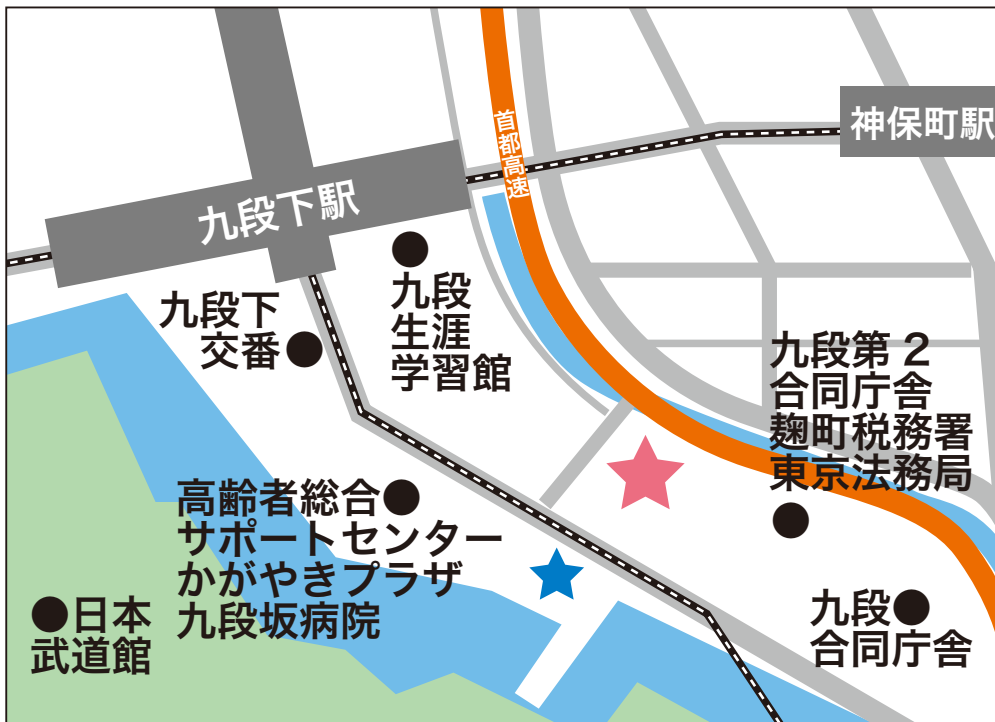 首都高速
神保町駅
九段下駅
●九段
生涯
学習館
九段下
交番●
九段第2
合同庁舎
麹町税務署
東京法務局
●
高齢者総合●
サポートセンター
かがやきプラザ
九段坂病院
●日本
武道館
九段●
合同庁舎